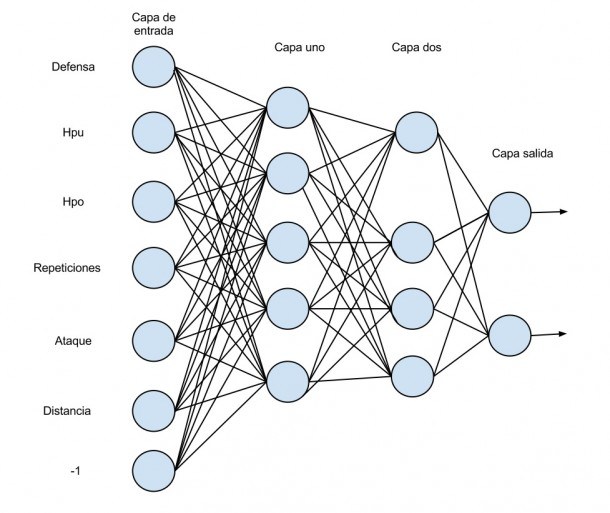 Capa de
entrada
Capa uno
Capa dos
Defensa
Hpu
Capa salida
Hpo
Repeticiones
Ataque
Distancia
-1